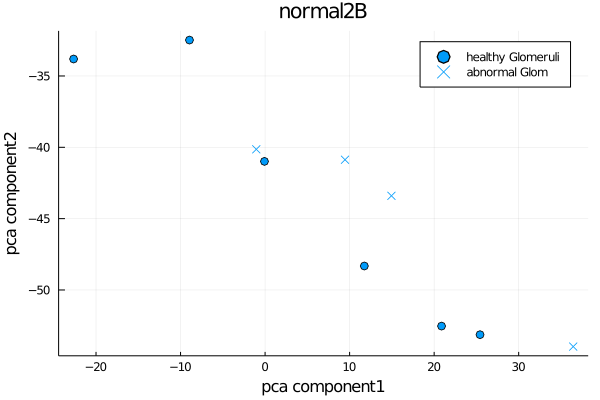 normal2B
healthy Glomeruli
abnormal Glom
pca component2
−35
−40
−45
−50
−20
−10
0
10
20
30
pca component1